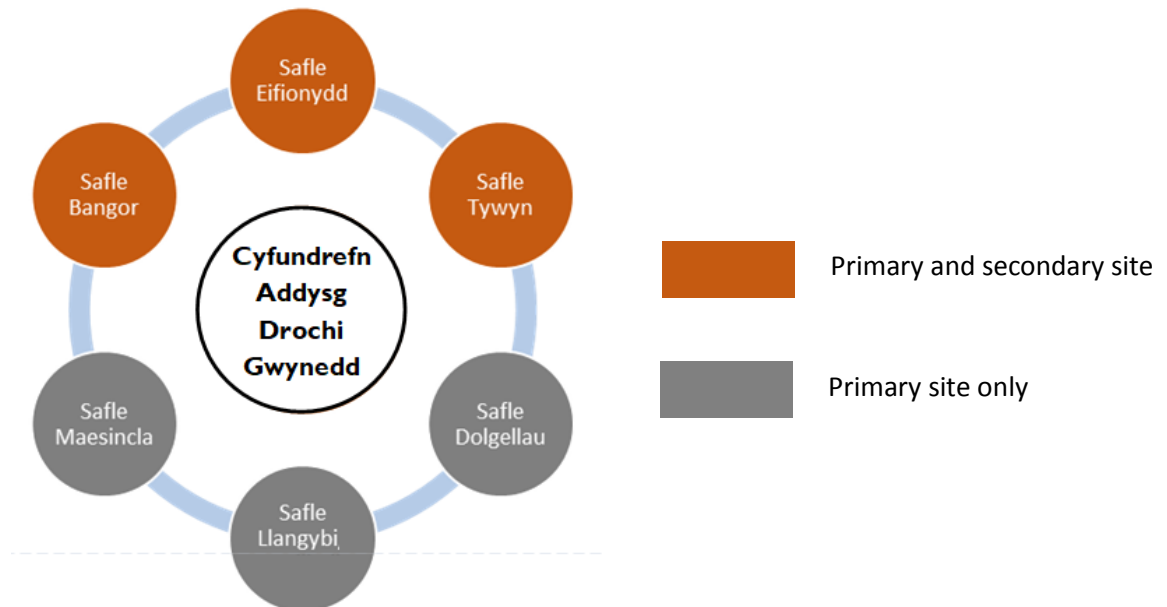 Safle
Eifionydd
Safle
Bangor
Safle
Tywyn
Cyfundrefn
Addysg
Drochi
Gwynedd
Safle
Maesincla
Safle
Dolgellau
Safle
Llangybi
Primary and secondary site
Primary site only